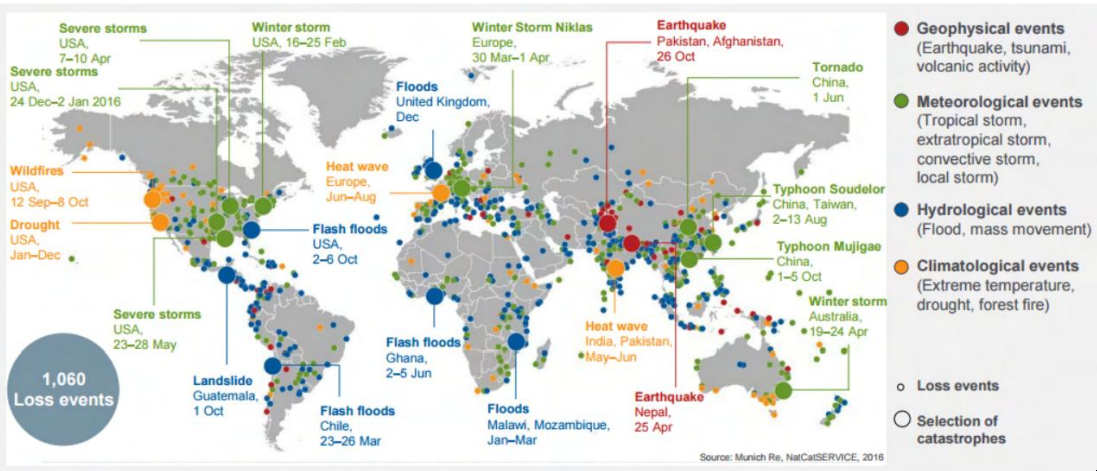 Severe storms
USA,
7–10 Apr
Winter storm
USA, 16–25 Feb
Winter Storm Niklas
Europe,
30 Mar–1 Apr
Earthquake
Pakistan, Afghanistan,
26 Oct
Tornado
China,
1 Jun
Severe storms
USA,
24 Dec–2 Jan 2016
Floods
United Kingdom,
Dec
Wildfires
USA,
12 Sep–8 Oct
Heat wave
Europe,
Jun–Aug
Typhoon Soudelor
China, Taiwan,
2–13 Aug
Drought
USA,
Jan–Dec
Flash floods
USA,
2–6 Oct
Typhoon Mujigae
China,
1–5 Oct
Severe storms
USA,
23–28 May
Winter storm
Australia,
19–24 Apr
Heat wave
India, Pakistan,
May–Jun
Flash floods
Ghana,
2–5 Jun
Landslide
Guatemala,
1 Oct
Flash floods
Chile,
23–26 Mar
Floods
Malawi, Mozambique,
Jan–Mar
Earthquake
Nepal,
25 Apr
1,060
Loss events
Source: Munich Re, NatCatSERVICE, 2016
Geophysical events
(Earthquake, tsunami,
volcanic activity)
Meteorological events
(Tropical storm,
extratropical storm,
convective storm,
local storm)
Hydrological events
(Flood, mass movement)
Climatological events
(Extreme temperature,
drought, forest fire)
Loss events
Selection of
catastrophes